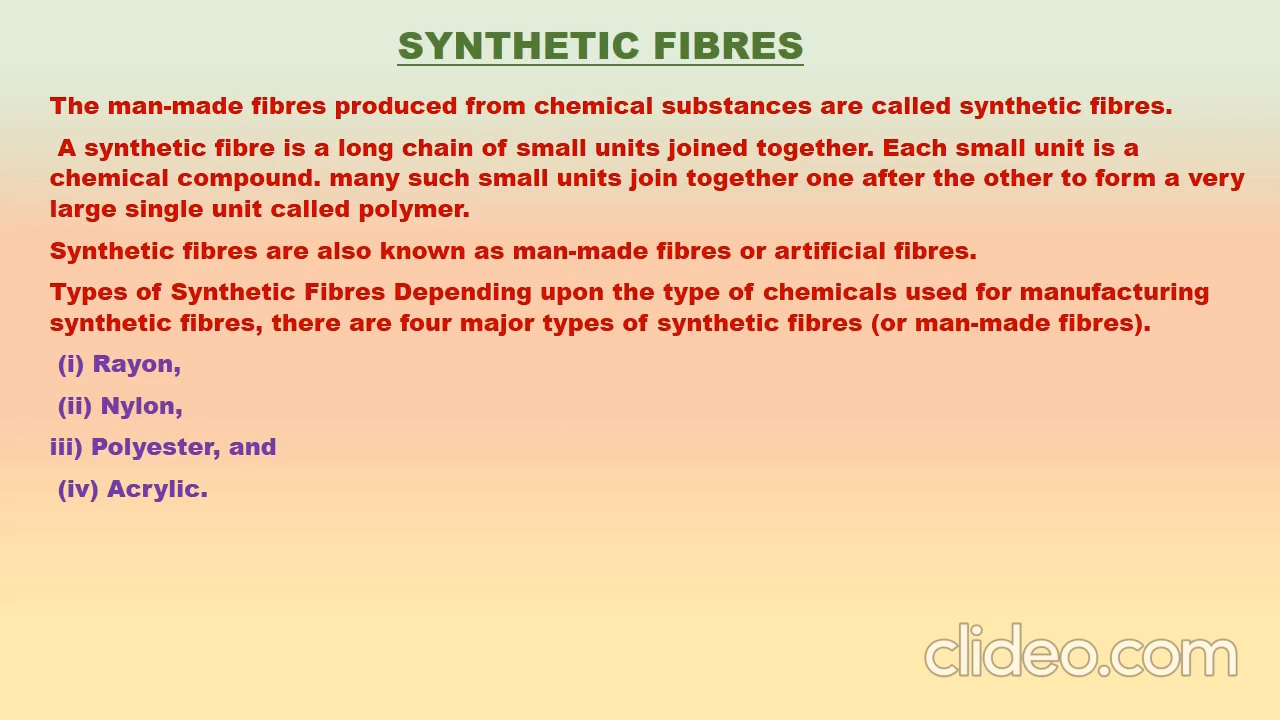 SYNTHETIC FIBRES
The man-made fibres produced from chemical substances are called synthetic fibres.
A synthetic fibre is a long chain of small units joined together. Each small unit is a
chemical compound. many such small units join together one after the other to form a very
large single unit called polymer.
Synthetic fibres are also known as man-made fibres or artificial fibres.
Types of Synthetic Fibres Depending upon the type of chemicals used for manufacturing
synthetic fibres, there are four major types of synthetic fibres (or man-made fibres).
(i) Rayon,
(ii) Nylon,
iii) Polyester, and
(iv) Acrylic.
clideo.com